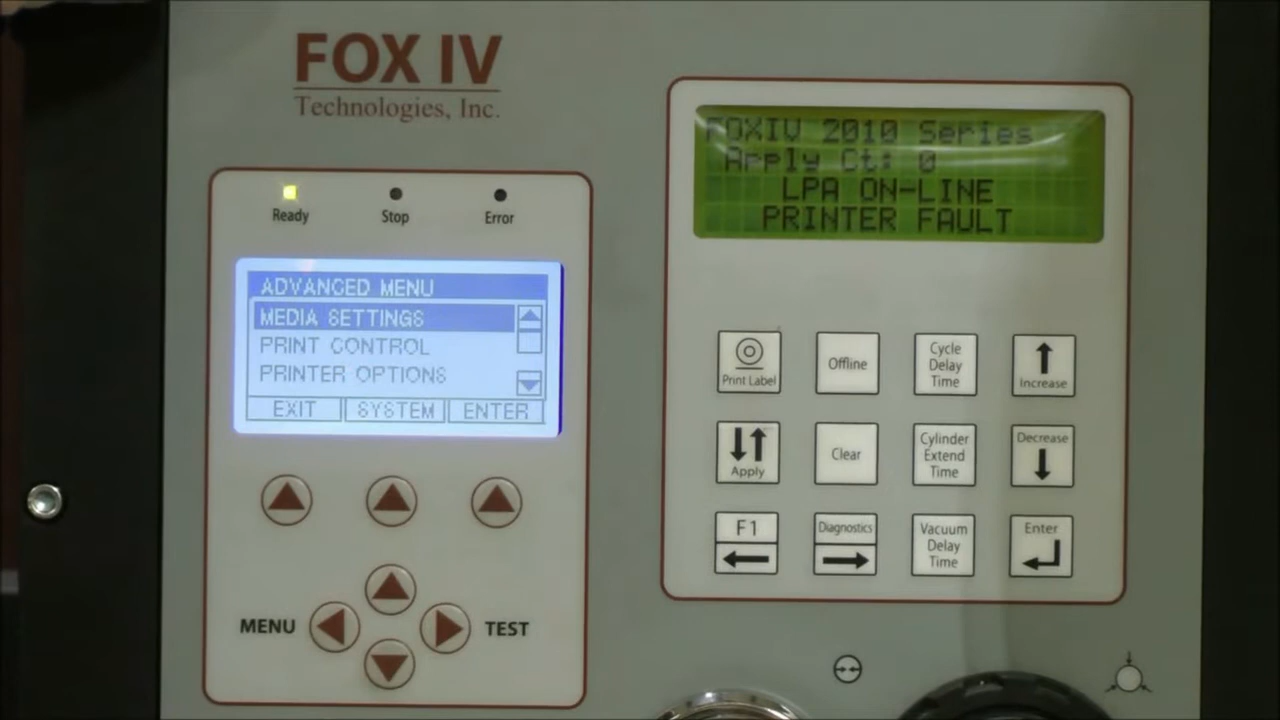 FOX IV
Technologies, Inc.
Ready
Stop
Error
ADVANCED MENU
MEDIA SETTINGS
PRINT CONTROL
PRINTER OPTIONS
EXIT
SYSTEM
ENTER
MENU
TEST
FOXIV 2010 Series
Apply Ct: 0
LPA ON-LINE
PRINTER FAULT
Print Label
Offline
Cycle
Delay
Time
Increase
Apply
Clear
Cylinder
Extend
Time
Decrease
F1
Diagnostics
Vacuum
Delay
Time
Enter